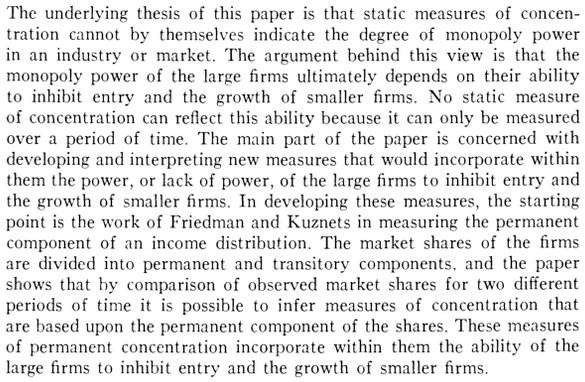 The underlying thesis of this paper is that static measures of concen-
tration cannot by themselves indicate the degree of monopoly power
in an industry or market. The argument behind this view is that the
monopoly power of the large firms ultimately depends on their ability
to inhibit entry and the growth of smaller firms. No static measure
of concentration can reflect this ability because it can only be measured
over a period of time. The main part of the paper is concerned with
developing and interpreting new measures that would incorporate within
them the power, or lack of power, of the large firms to inhibit entry and
the growth of smaller firms. In developing these measures, the starting
point is the work of Friedman and Kuznets in measuring the permanent
component of an income distribution. The market shares of the firms
are divided into permanent and transitory components, and the paper
shows that by comparison of observed market shares for two different
periods of time it is possible to infer measures of concentration that
are based upon the permanent component of the shares. These measures
of permanent concentration incorporate within them the ability of the
large firms to inhibit entry and the growth of smaller firms.